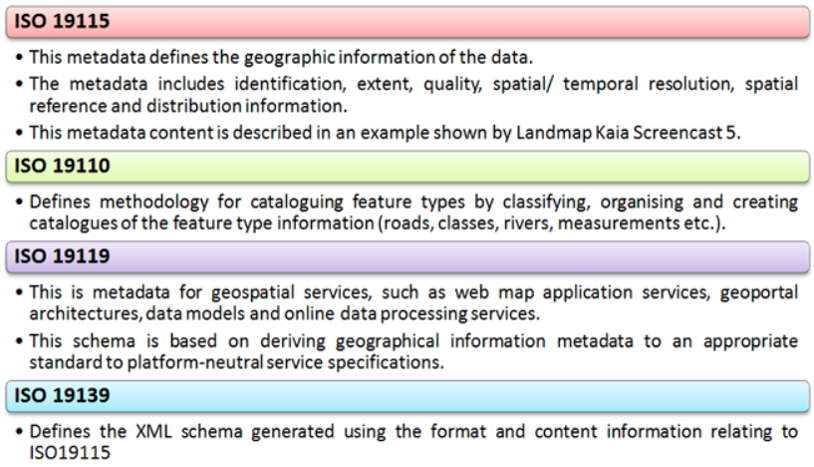 ISO 19115
• This metadata defines the geographic information of the data.
• The metadata includes identification, extent, quality, spatial/ temporal resolution, spatial
reference and distribution information.
• This metadata content is described in an example shown by Landmap Kaia Screencast 5.
ISO 19110
• Defines methodology for cataloguing feature types by classifying, organising and creating
catalogues of the feature type information (roads, classes, rivers, measurements etc.).
ISO 19119
• This is metadata for geospatial services, such as web map application services, geoportal
architectures, data models and online data processing services.
• This schema is based on deriving geographical information metadata to an appropriate
standard to platform-neutral service specifications.
ISO 19139
• Defines the XML schema generated using the format and content information relating to
ISO19115